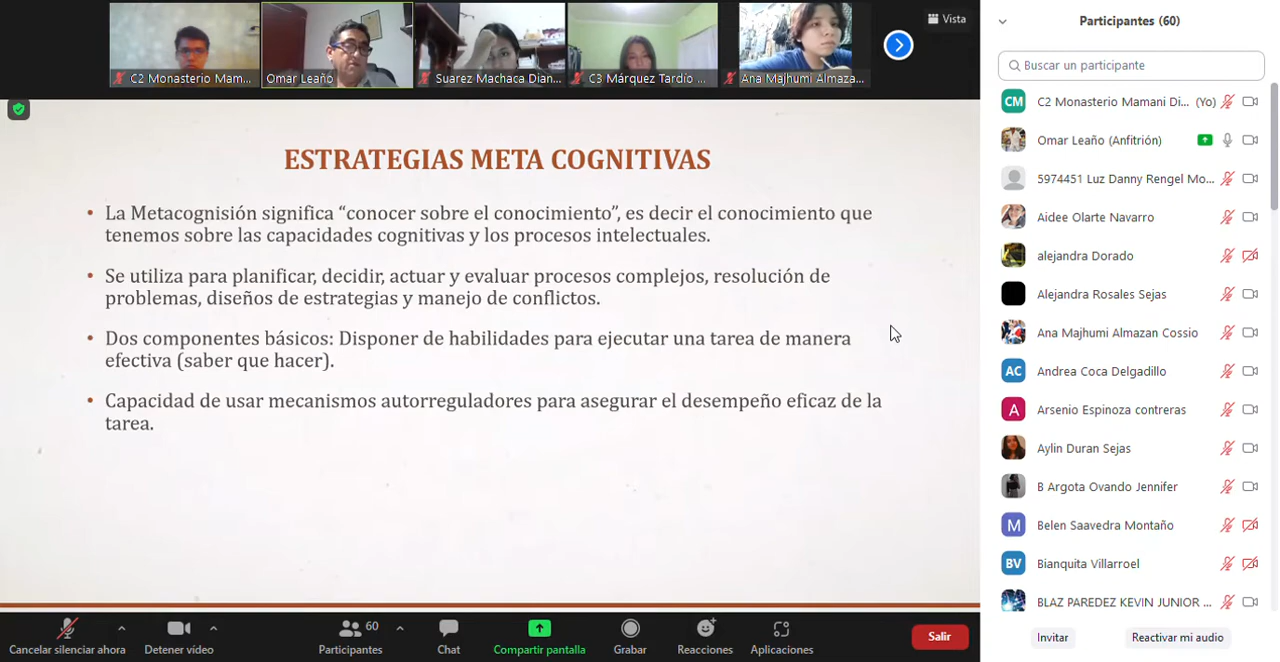 C2 Monasterio Mam...
Omar Leaño
Suarez Machaca Dian...
C3 Márquez Tardío ...
Ana Majhumi Almaza...
Vista
ESTRATEGIAS META COGNITIVAS
• La Metacognisión significa “conocer sobre el conocimiento”, es decir el conocimiento que
tenemos sobre las capacidades cognitivas y los procesos intelectuales.
• Se utiliza para planificar, decidir, actuar y evaluar procesos complejos, resolución de
problemas, diseños de estrategias y manejo de conflictos.
• Dos componentes básicos: Disponer de habilidades para ejecutar una tarea de manera
efectiva (saber que hacer).
• Capacidad de usar mecanismos autorreguladores para asegurar el desempeño eficaz de la
tarea.
Cancelar silenciar ahora
Detener video
60
Participantes
Chat
Compartir pantalla
Grabar
Reacciones
Aplicaciones
Salir
Participantes (60)
Buscar un participante
CM C2 Monasterio Mamani Di... (Yo)
Omar Leaño (Anfitrión)
5974451 Luz Danny Rengel Mo...
Aidee Olarte Navarro
alejandra Dorado
Alejandra Rosales Sejas
Ana Majhumi Almazan Cossio
AC Andrea Coca Delgadillo
A Arsenio Espinoza contreras
Aylin Duran Sejas
B Argota Ovando Jennifer
M Belen Saavedra Montaño
BV Bianquita Villarroel
BLAZ PAREDEZ KEVIN JUNIOR ...
Invitar
Reactivar mi audio